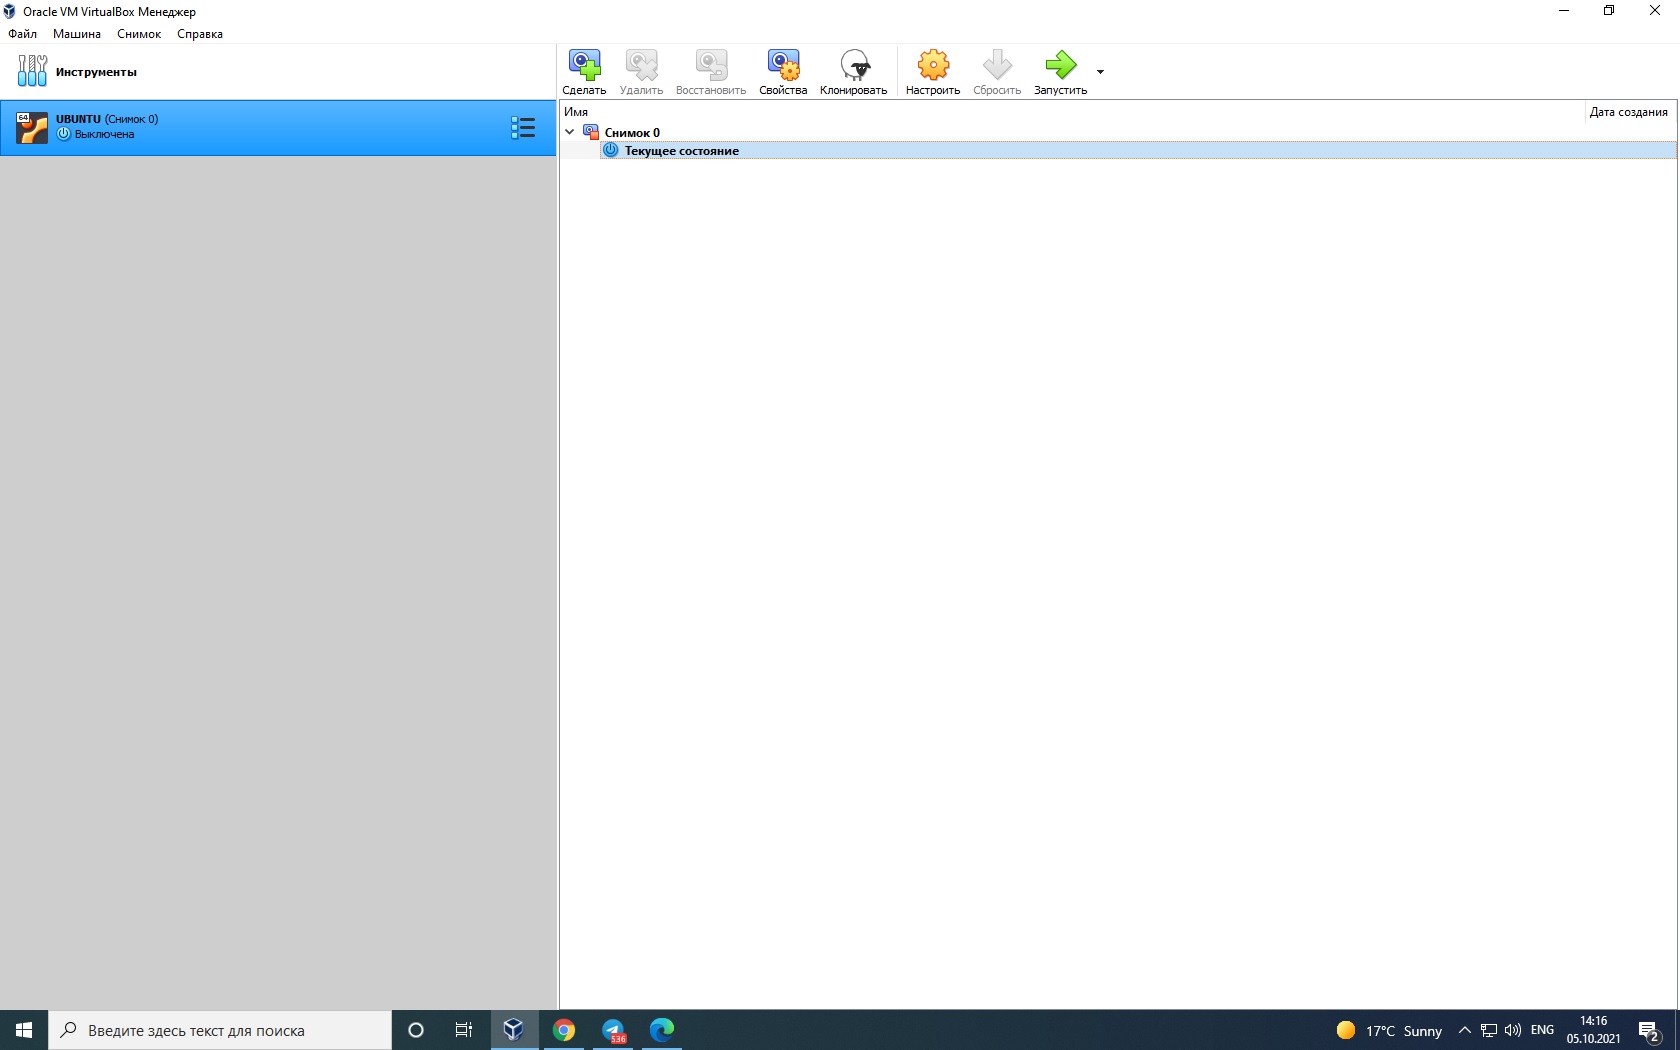 Oracle VM VirtualBox Менеджер
Файл Машина Снимок Справка
Инструменты
Сделать Удалить Восстановить Свойства Клонировать Настроить Сбросить Запустить
64
UBUNTU (Снимок 0)
Выключена
Имя Дата создания
Снимок 0
Текущее состояние
Введите здесь текст для поиска
536
17°C Sunny
ENG
14:16
05.10.2021
2